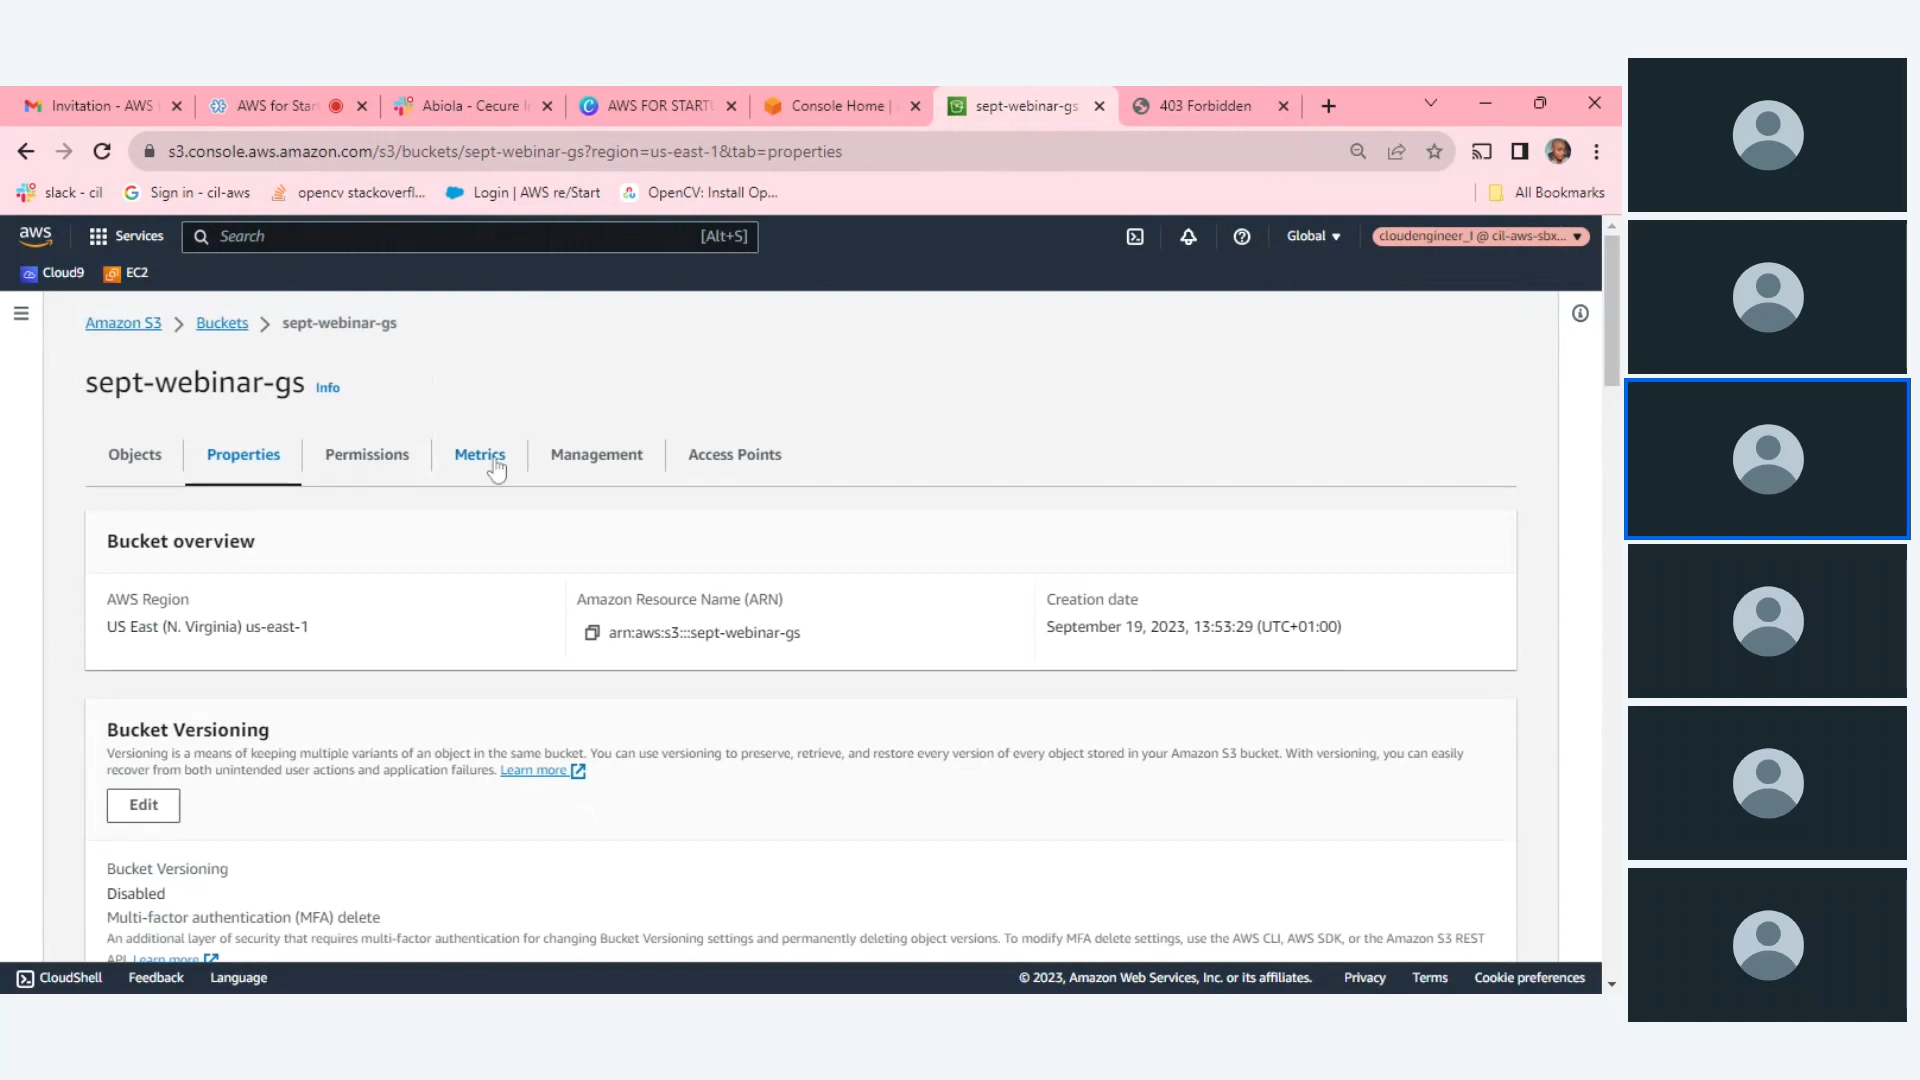 Invitation - AWS
AWS for Star
Abiola - Cecure I
AWS FOR START
Console Home |
sept-webinar-gs
403 Forbidden
s3.console.aws.amazon.com/s3/buckets/sept-webinar-gs?region=us-east-1&tab=properties
slack - cil
Sign in - cil-aws
opencv stackoverfl...
Login | AWS re/Start
OpenCV: Install Op...
All Bookmarks
aws
Services
Search
[Alt+S]
Global
cloudengineer_I @ cil-aws-sbx...
Cloud9
EC2
Amazon S3
Buckets
sept-webinar-gs
sept-webinar-gs Info
Objects
Properties
Permissions
Metrics
Management
Access Points
Bucket overview
AWS Region
US East (N. Virginia) us-east-1
Amazon Resource Name (ARN)
arn:aws:s3:::sept-webinar-gs
Creation date
September 19, 2023, 13:53:29 (UTC+01:00)
Bucket Versioning
Versioning is a means of keeping multiple variants of an object in the same bucket. You can use versioning to preserve, retrieve, and restore every version of every object stored in your Amazon S3 bucket. With versioning, you can easily
recover from both unintended user actions and application failures. Learn more
Edit
Bucket Versioning
Disabled
Multi-factor authentication (MFA) delete
An additional layer of security that requires multi-factor authentication for changing Bucket Versioning settings and permanently deleting object versions. To modify MFA delete settings, use the AWS CLI, AWS SDK, or the Amazon S3 REST
API. Learn more
CloudShell
Feedback
Language
© 2023, Amazon Web Services, Inc. or its affiliates.
Privacy
Terms
Cookie preferences